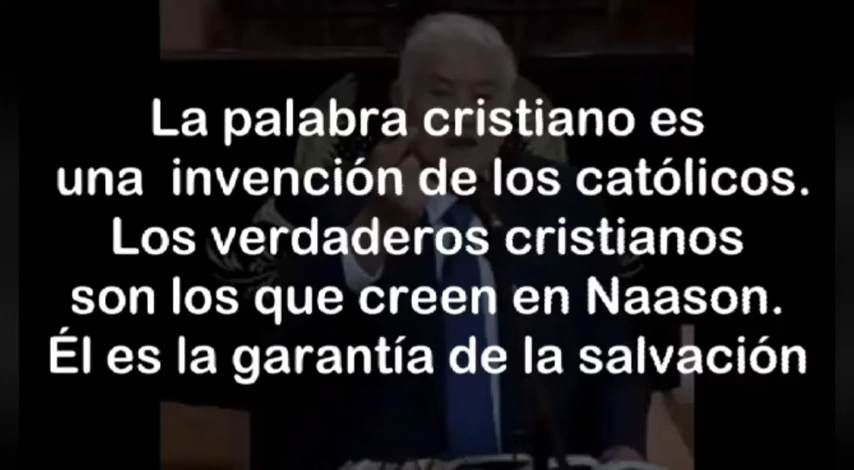 La palabra cristiano es
una invención de los católicos.
Los verdaderos cristianos
son los que creen en Naason.
Él es la garantía de la salvación